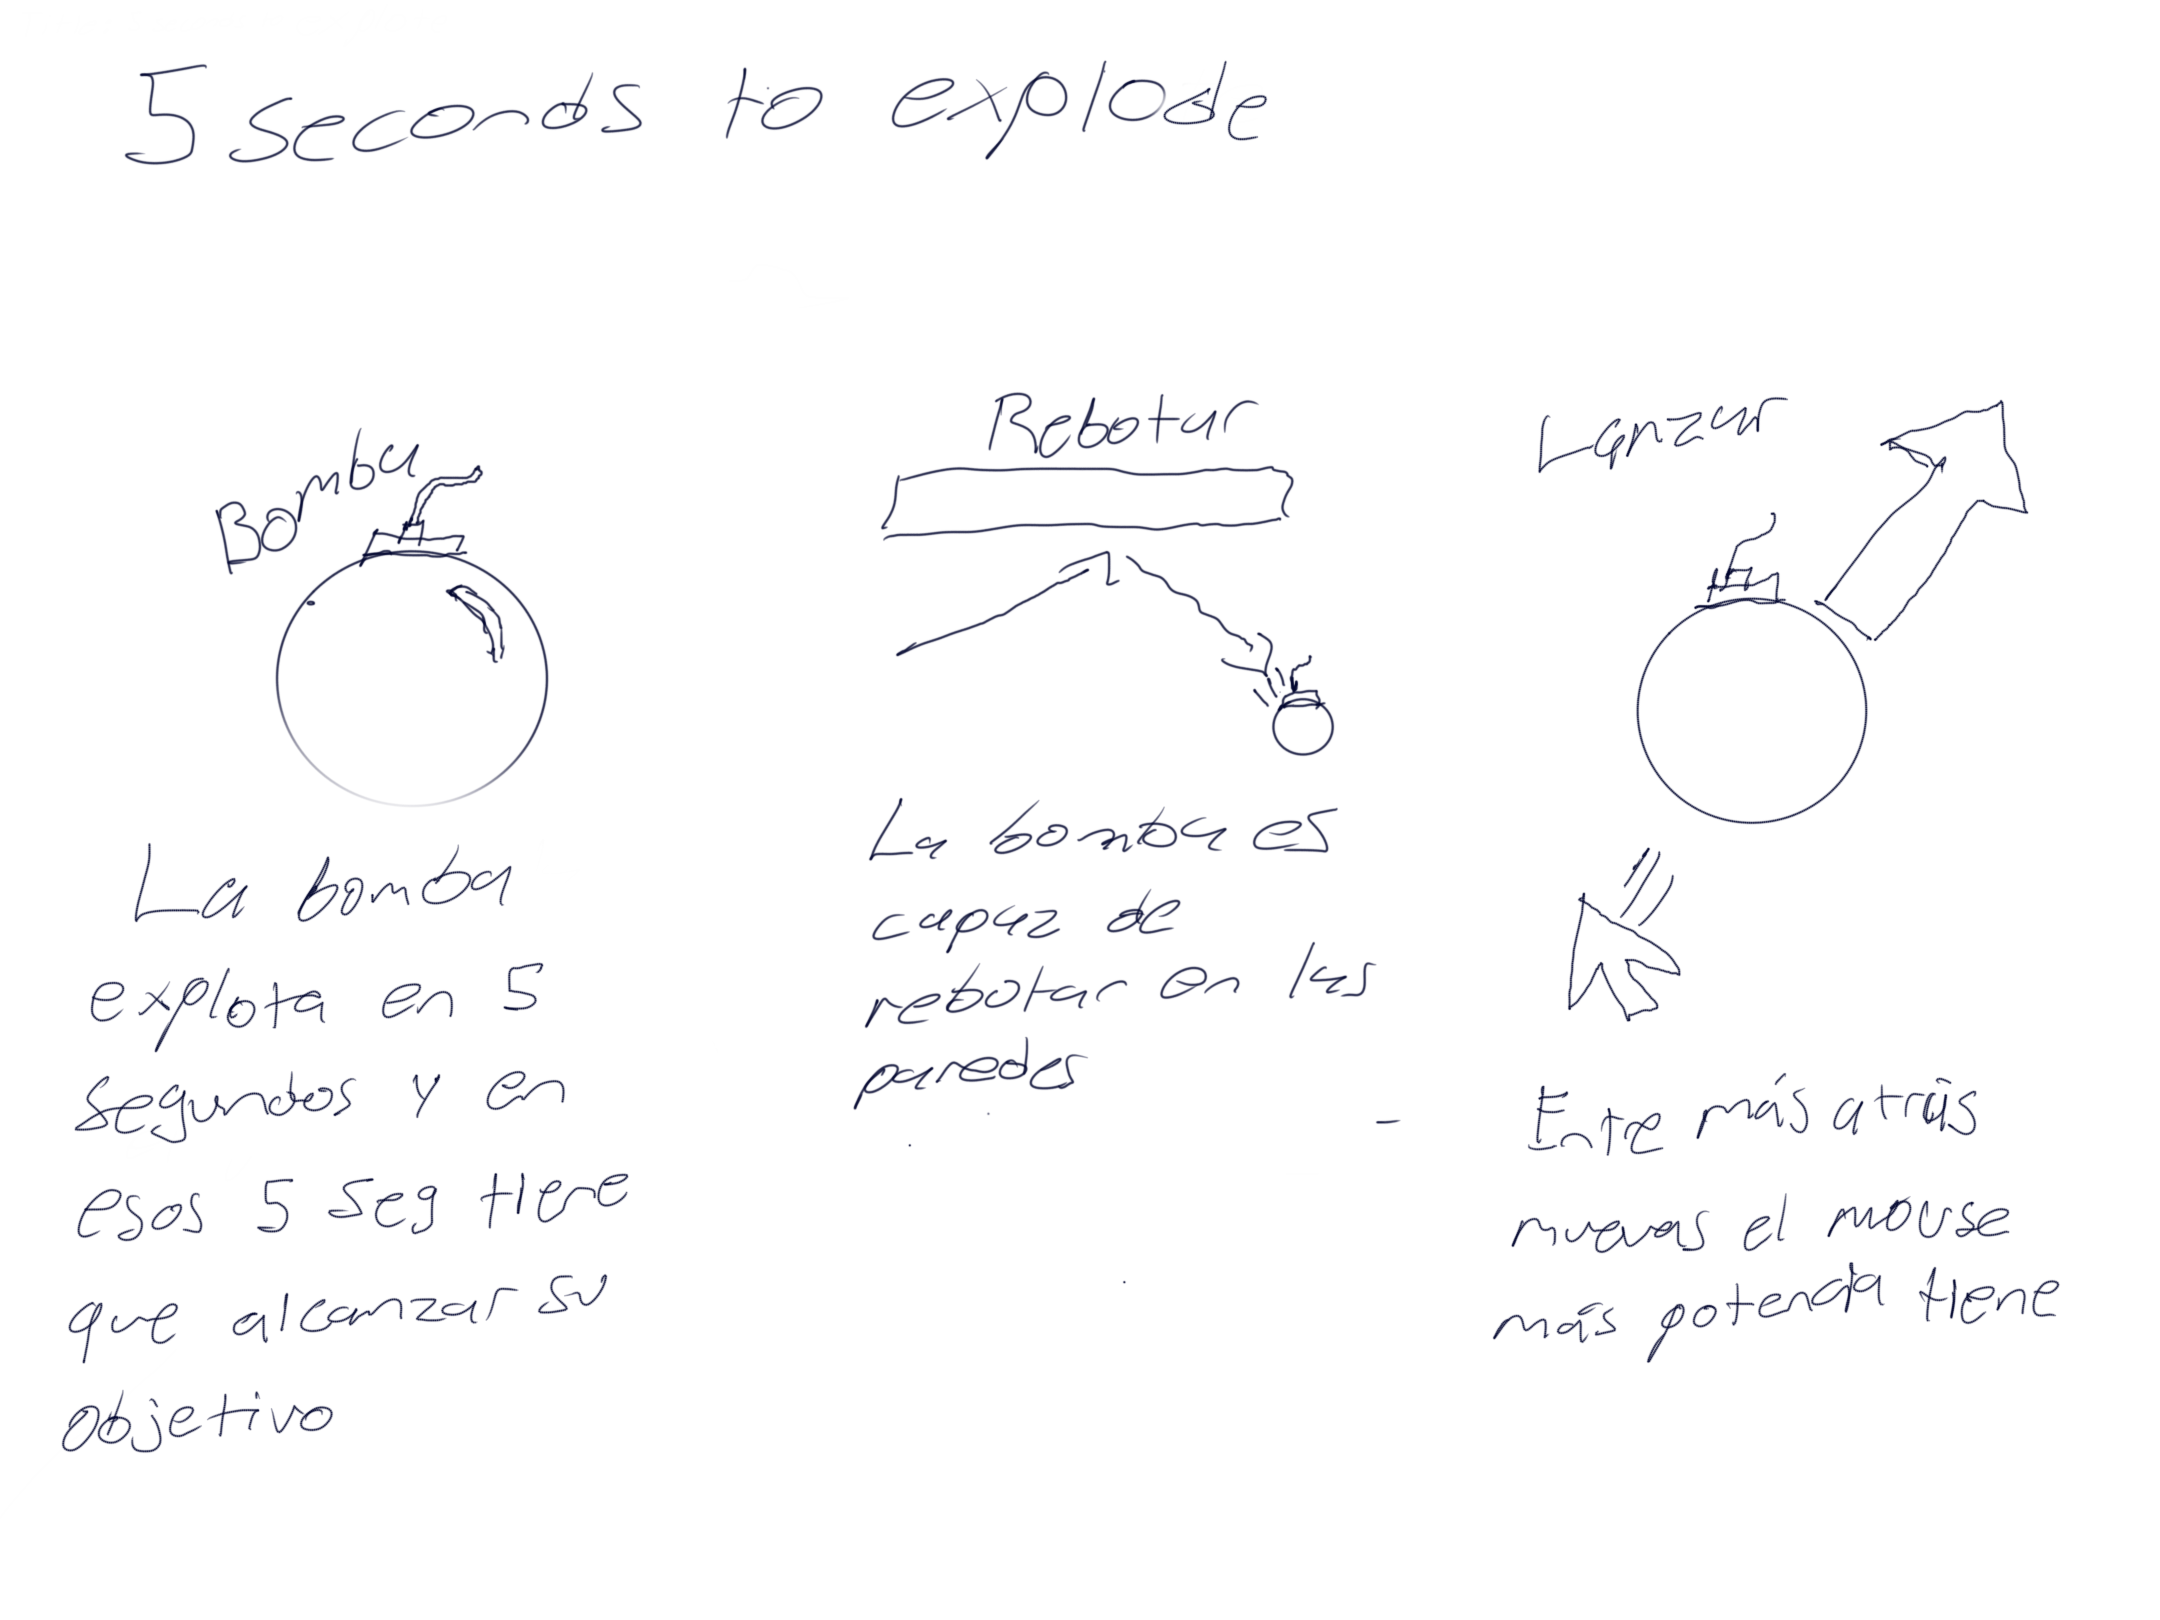 5 seconds to explode
Bomba
La bomba
explota en 5
segundos y en
esos 5 seg tiene
que alcanzar su
objetivo
Rebotar
La bomba es
capaz de
rebotar en las
paredes
Lanzar
Entre más atrás
muevas el mouse
más potencia tiene